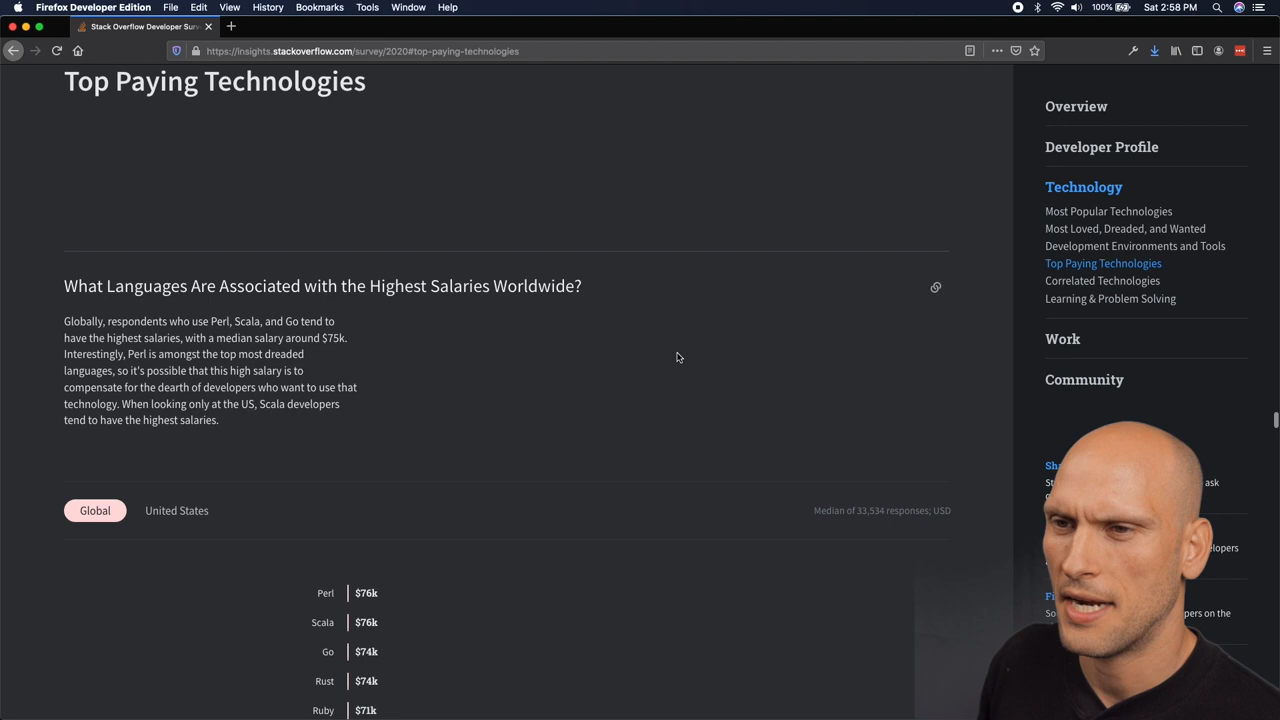 Firefox Developer Edition File Edit View History Bookmarks Tools Window Help
100% Sat 2:58 PM
Stack Overflow Developer Sur
https://insights.stackoverflow.com/survey/2020#top-paying-technologies
Top Paying Technologies
What Languages Are Associated with the Highest Salaries Worldwide?
Globally, respondents who use Perl, Scala, and Go tend to
have the highest salaries, with a median salary around $75k.
Interestingly, Perl is amongst the top most dreaded
languages, so it's possible that this high salary is to
compensate for the dearth of developers who want to use that
technology. When looking only at the US, Scala developers
tend to have the highest salaries.
Global United States
Median of 33,534 responses; USD
Perl $76k
Scala $76k
Go $74k
Rust $74k
Ruby $71k
Overview
Developer Profile
Technology
Most Popular Technologies
Most Loved, Dreaded, and Wanted
Development Environments and Tools
Top Paying Technologies
Correlated Technologies
Learning & Problem Solving
Work
Community
ask
on the